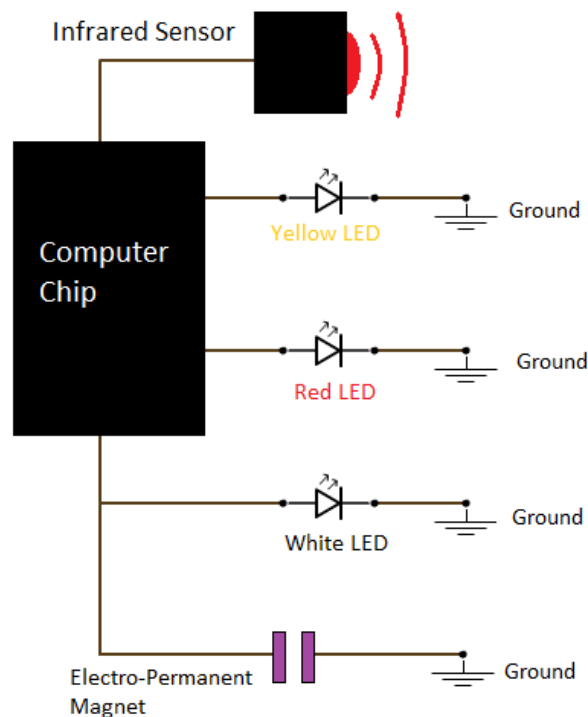 Infrared Sensor
Computer
Chip
Yellow LED
Ground
Red LED
Ground
White LED
Ground
Electro-Permanent
Magnet
Ground